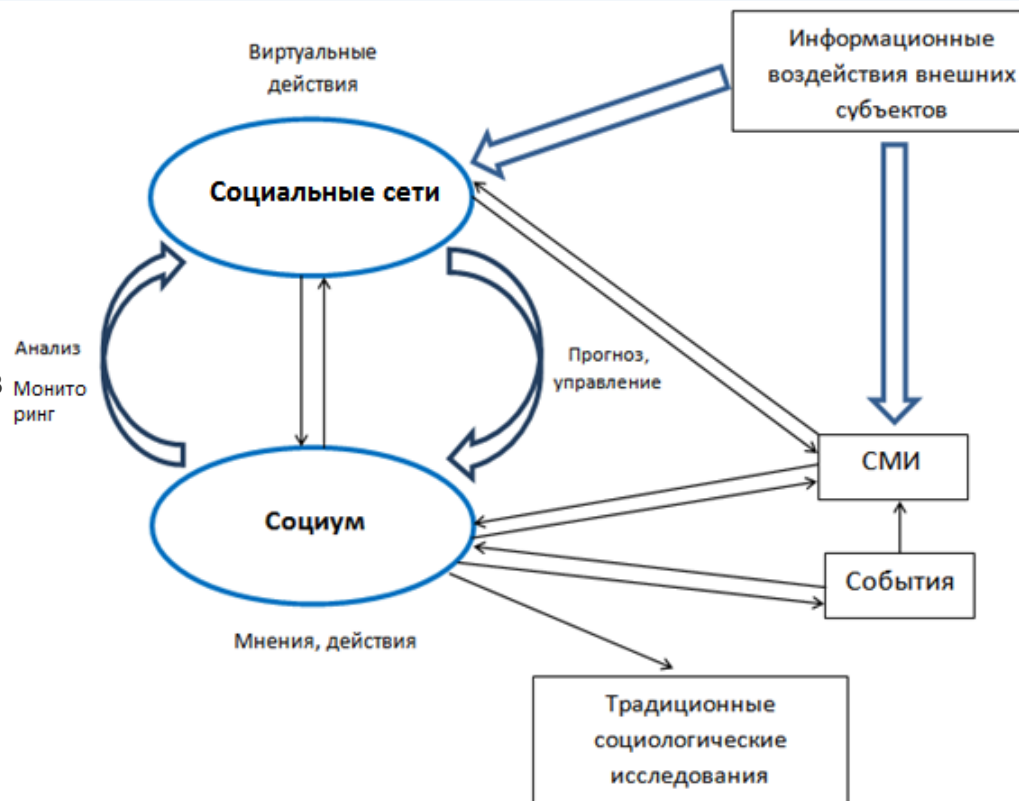 Виртуальные
действия
Информационные
воздействия внешних
субъектов
Социальные сети
Анализ
Монито
ринг
Прогноз,
управление
СМИ
Социум
События
Мнения, действия
Традиционные
социологические
исследования